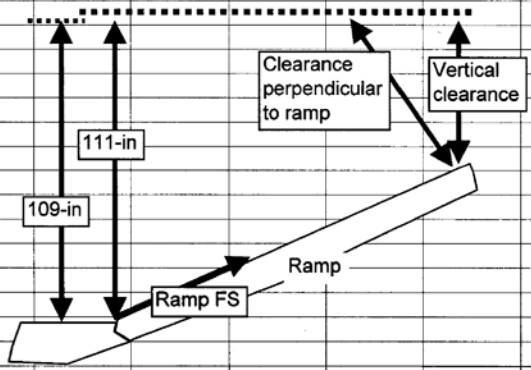 Clearance
perpendicular
to ramp
Vertical
clearance
111-in
109-in
Ramp
Ramp FS